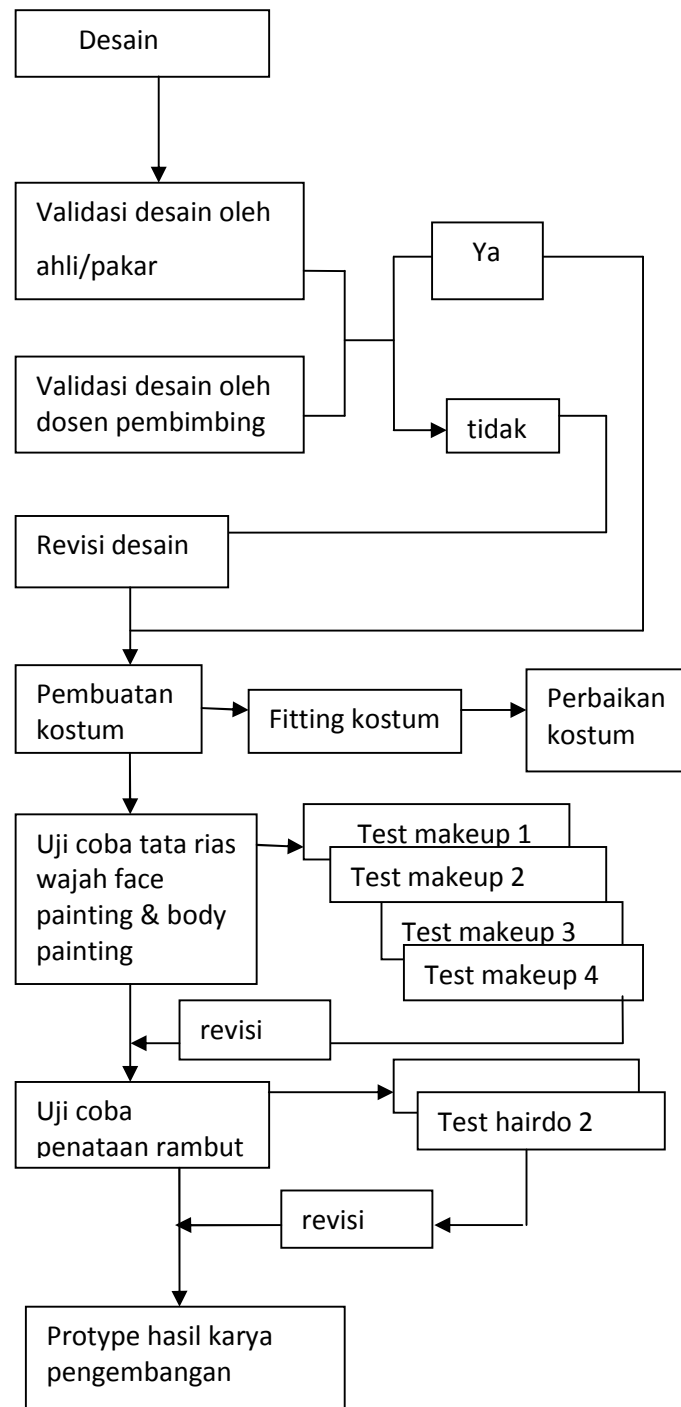 Desain
Validasi desain oleh
ahli/pakar
Ya
Validasi desain oleh
dosen pembimbing
tidak
Revisi desain
Pembuatan
kostum
Fitting kostum
Perbaikan
kostum
Uji coba tata rias
wajah face
painting & body
painting
Test makeup 1
Test makeup 2
Test makeup 3
Test makeup 4
revisi
Uji coba
penataan rambut
Test hairdo 2
revisi
Protype hasil karya
pengembangan